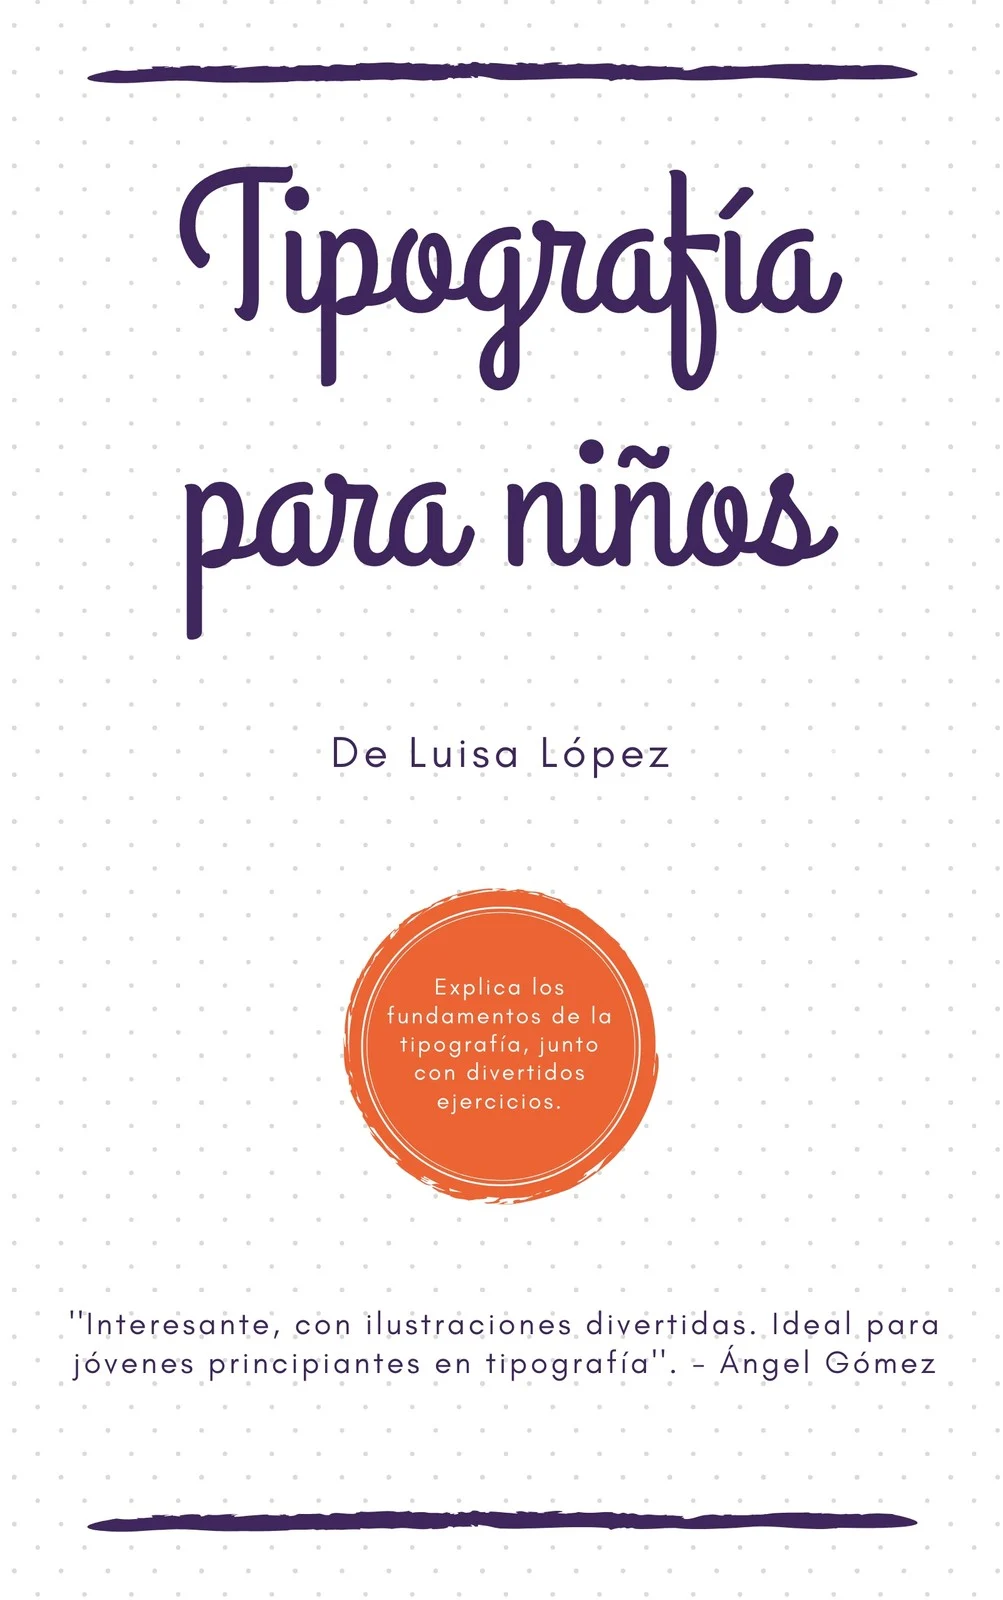 Tipografía
para niños
De Luisa López
Explica los
fundamentos de la
tipografía, junto
con divertidos
ejercicios.
"Interesante, con ilustraciones divertidas. Ideal para
jóvenes principiantes en tipografía". - Ángel Gómez